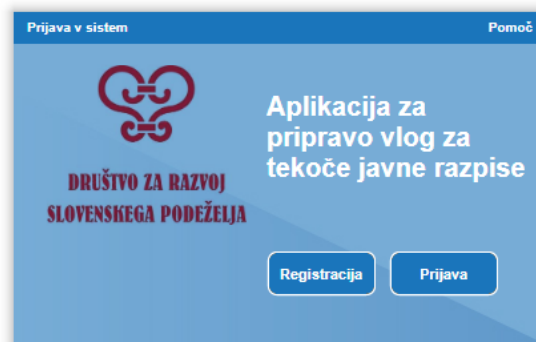 Prijava v sistem
Pomoč
DRUŠTVO ZA RAZVOJ
SLOVENSKEGA PODEŽELJA
Aplikacija za
pripravo vlog za
tekoče javne razpise
Registracija
Prijava